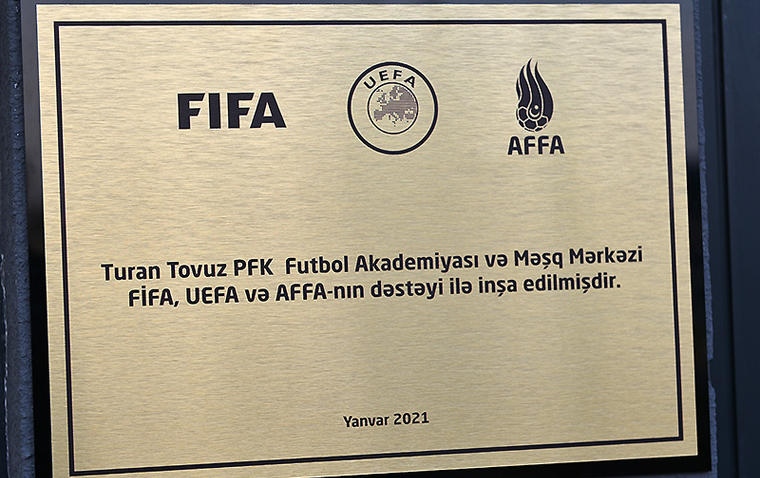 FIFA
UEFA
AFFA
Turan Tovuz PFK Futbol Akademiyası və Məşq Mərkəzi
FİFA, UEFA və AFFA-nın dəstəyi ilə inşa edilmişdir.
Yanvar 2021